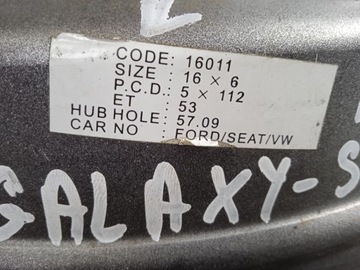 CODE: 16011
SIZE : 16 × 6
P.C.D.: 5 × 112
ET : 53
HUB HOLE: 57.09
CAR NO : FORD/SEAT/VW
GALAXY-S